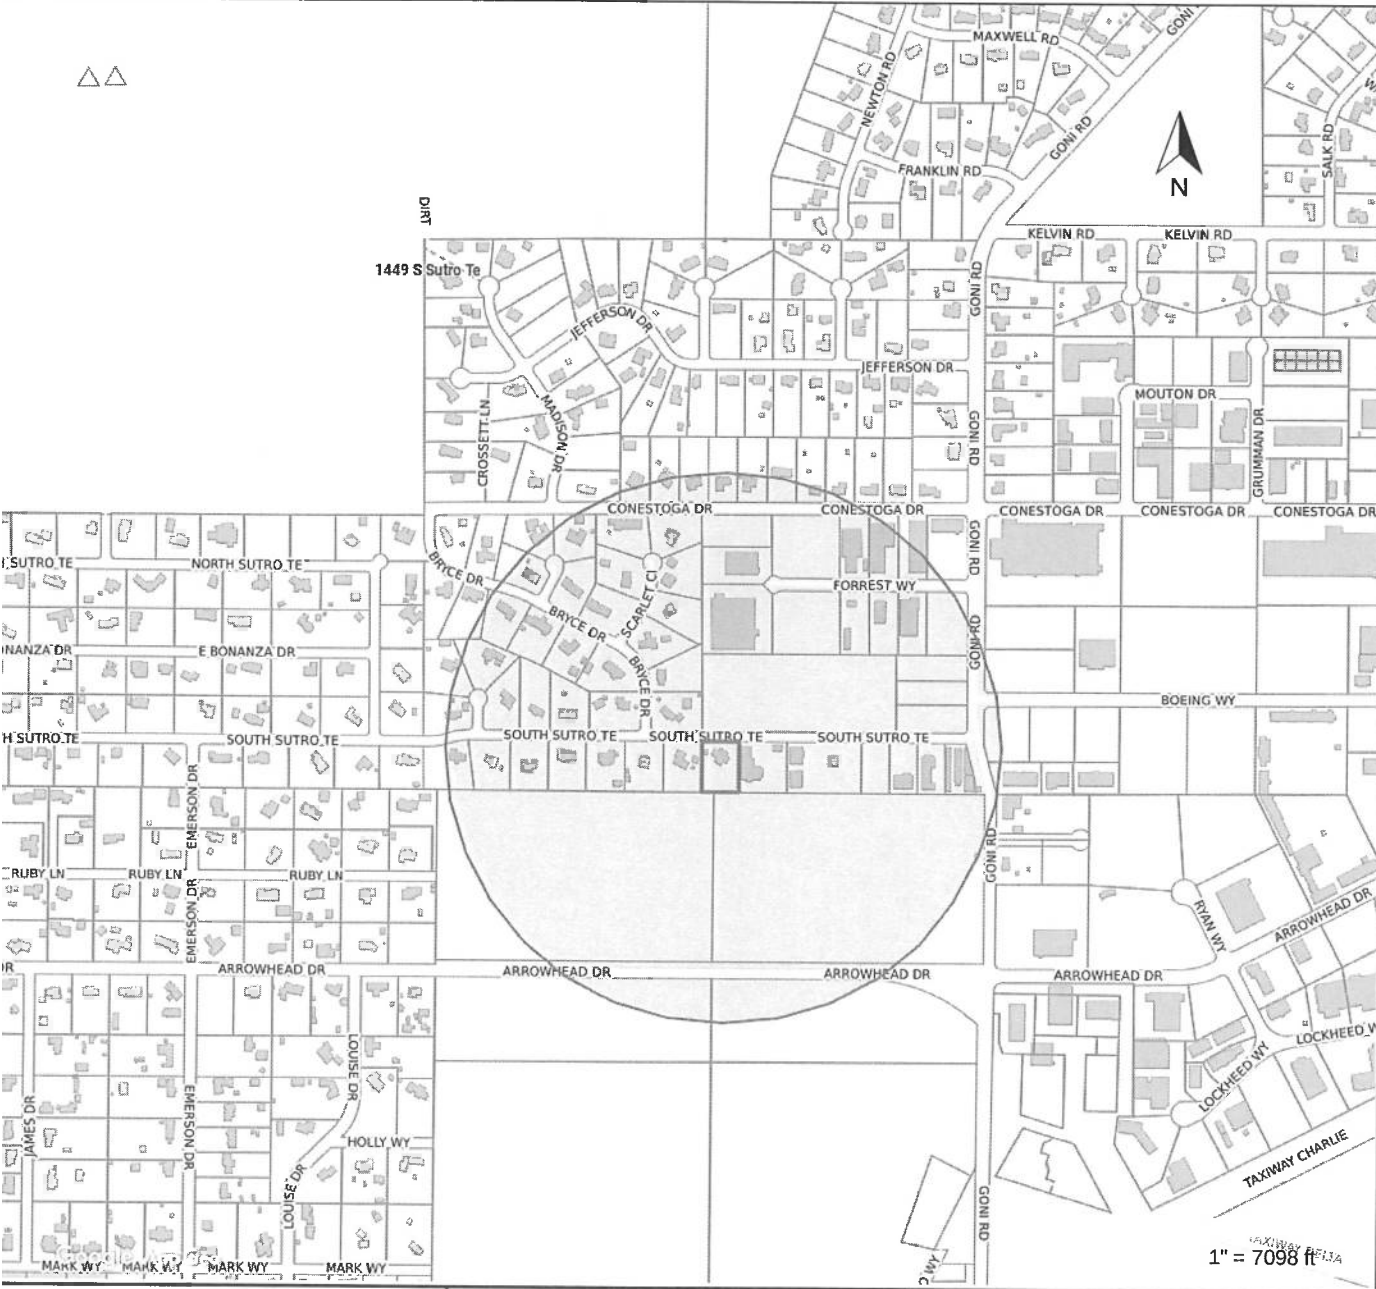 MAXWELL RD
GONI
NEWTON RD
GONI RD
SALK RD
FRANKLIN RD
N
DIRT
KELVIN RD
KELVIN RD
1449 S Sutro Te
GONI RD
JEFFERSON DR
JEFFERSON DR
MOUTON DR
CROSSETT LN
MADISON DR
GONI RD
GRUMMAN DR
CONESTOGA DR
CONESTOGA DR
CONESTOGA DR
CONESTOGA DR
CONESTOGA DR
GONI RD
SUTRO TE
NORTH SUTRO TE
BRYCE DR
FORREST WY
SCARLET CI
BRYCE DR
GONI RD
NANZA DR
E BONANZA DR
BRYCE DR
BOEING WY
H SUTRO TE
SOUTH SUTRO TE
SOUTH SUTRO TE
SOUTH SUTRO TE
SOUTH SUTRO TE
EMERSON DR
GONI RD
RUBY LN
RUBY LN
RUBY LN
EMERSON DR
RYAN WY
ARROWHEAD DR
DR
ARROWHEAD DR
ARROWHEAD DR
ARROWHEAD DR
ARROWHEAD DR
LOUISE DR
LOCKHEED W
LOCKHEED WY
JAMES DR
EMERSON DR
HOLLY WY
TAXIWAY CHARLIE
LOUISE DR
GONI RD
1" = 7098 ft
MARK WY
MARK WY
MARK WY
MARK WY
C WY